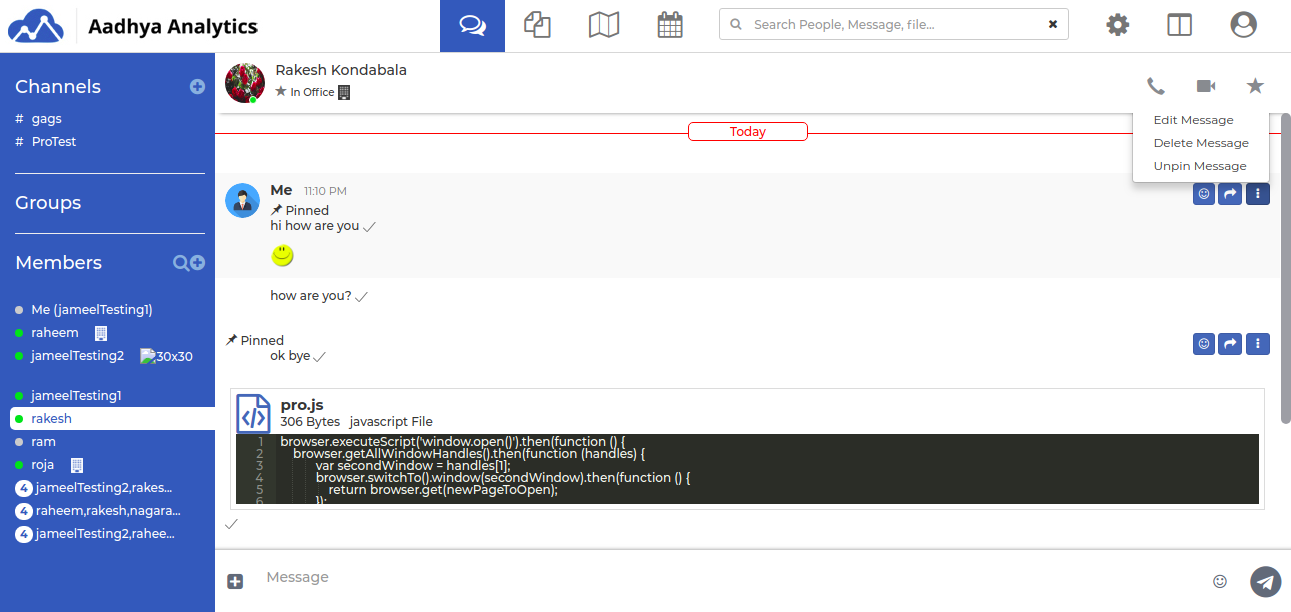 Aadhya Analytics
Search People, Message, file...
Channels
# gags
# ProTest
Groups
Members
Me (jameelTesting1)
raheem
jameelTesting2 30x30
jameelTesting1
rakesh
ram
roja
4 jameelTesting2,rakes...
4 raheem,rakesh,nagara...
4 jameelTesting2,rahee...
Rakesh Kondabala
In Office
Today
Edit Message
Delete Message
Unpin Message
Me 11:10 PM
Pinned
hi how are you
how are you?
Pinned
ok bye
pro.js
306 Bytes javascript File
1 browser.executeScript('window.open()').then(function () {
2 browser.getAllWindowHandles().then(function (handles) {
3 var secondWindow = handles[1];
4 browser.switchTo().window(secondWindow).then(function () {
5 return browser.get(newPageToOpen);
6 });
Message